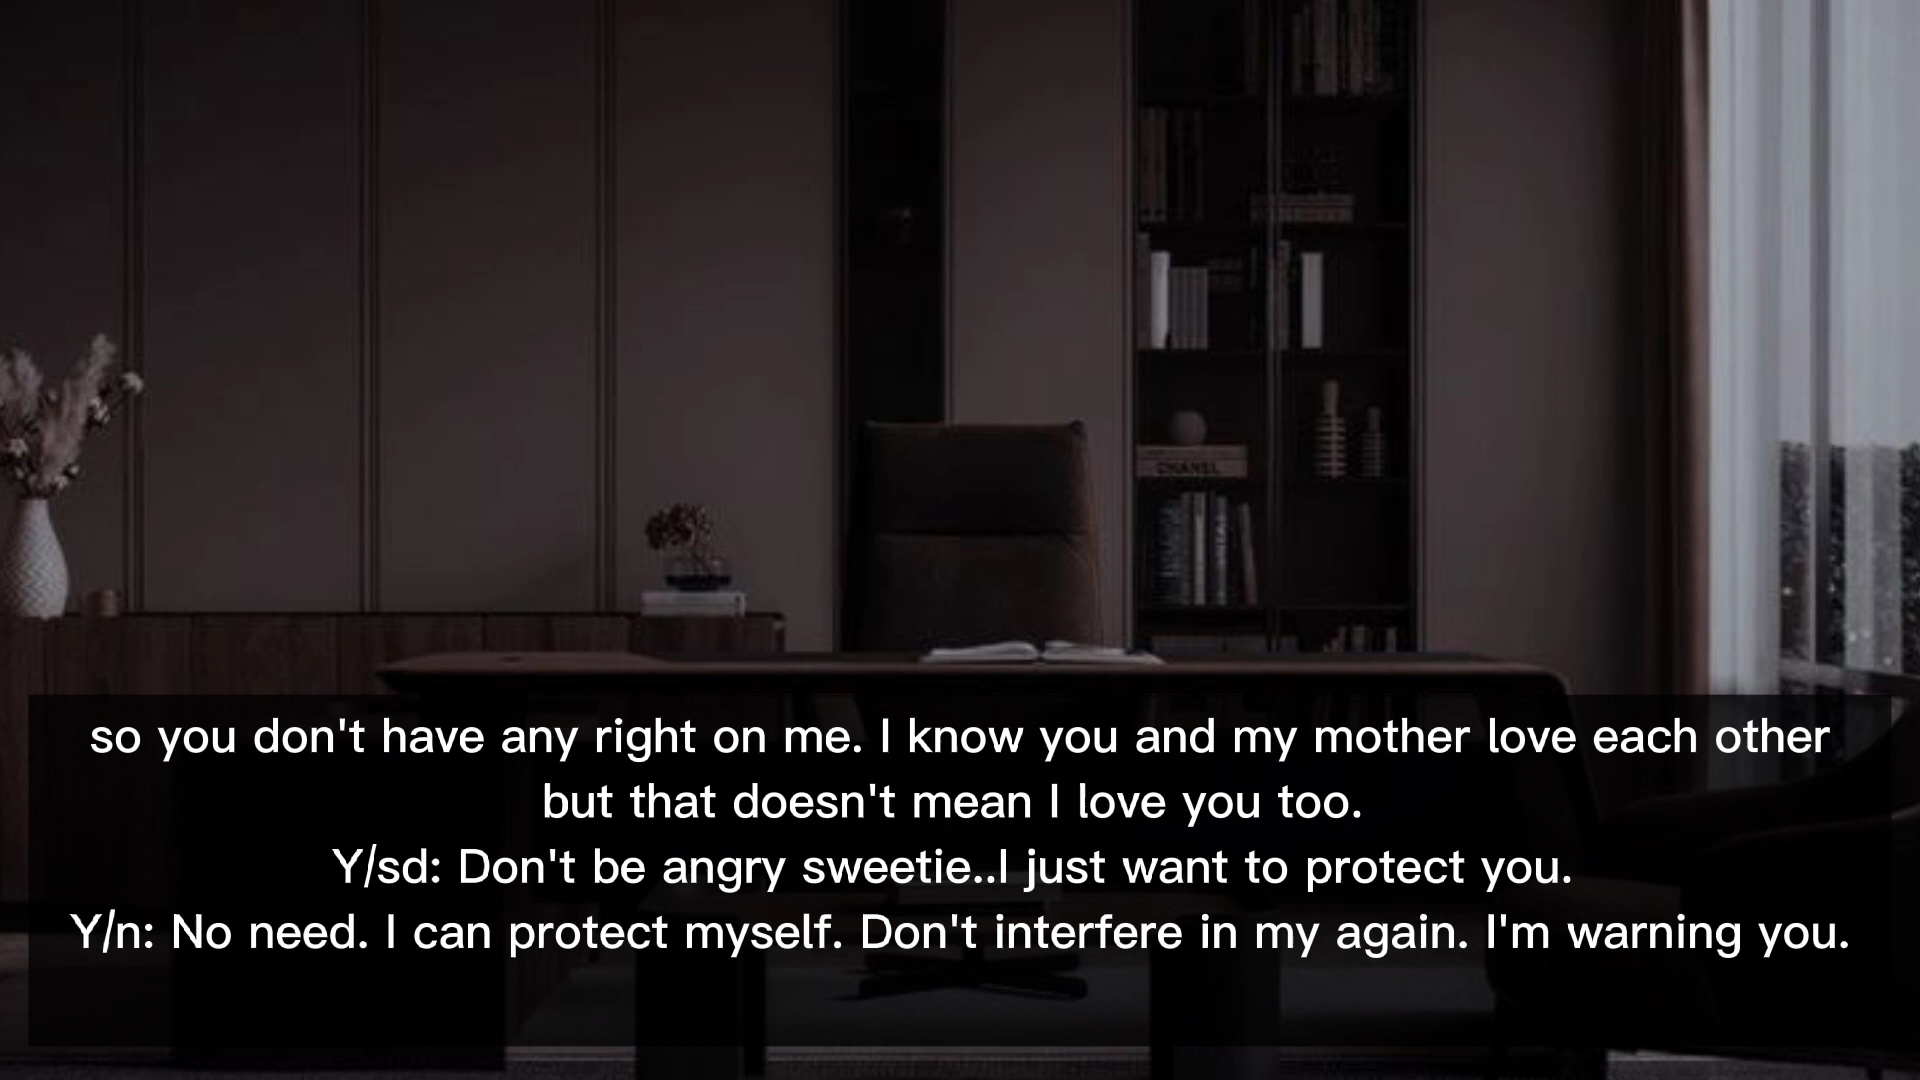 CHANEL
so you don't have any right on me. I know you and my mother love each other
but that doesn't mean I love you too.
Y/sd: Don't be angry sweetie..I just want to protect you.
Y/n: No need. I can protect myself. Don't interfere in my again. I'm warning you.